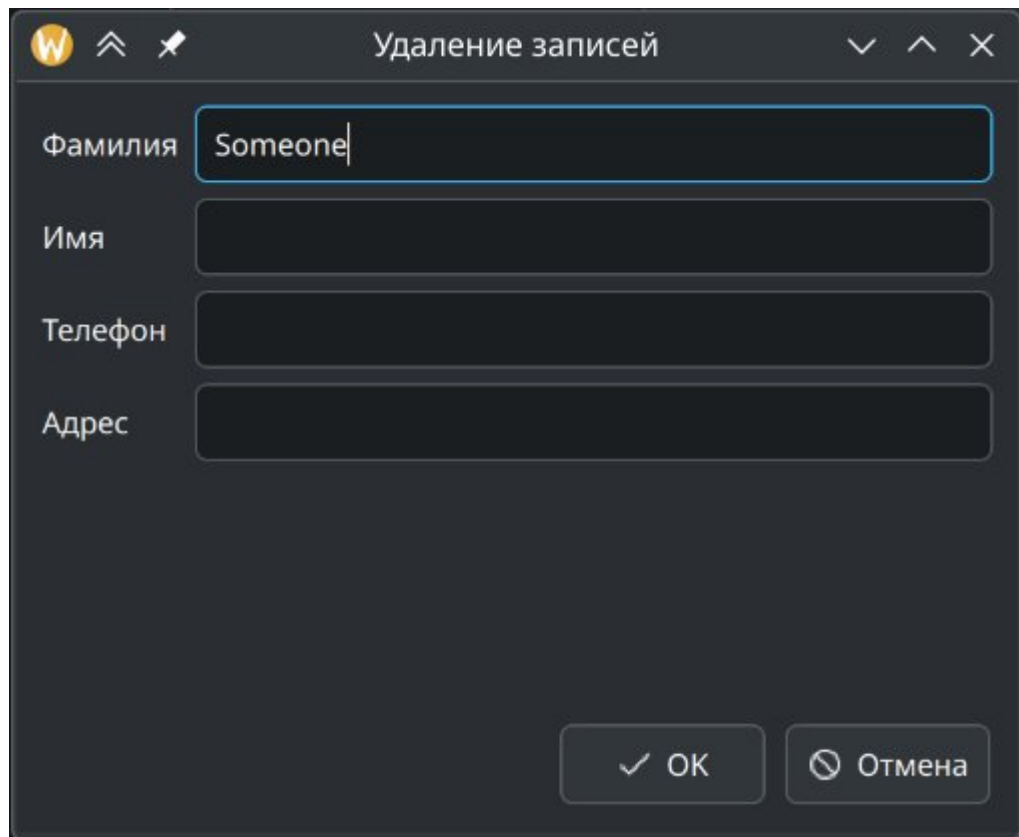 Удаление записей
Фамилия Someone
Имя
Телефон
Адрес
OK Отмена